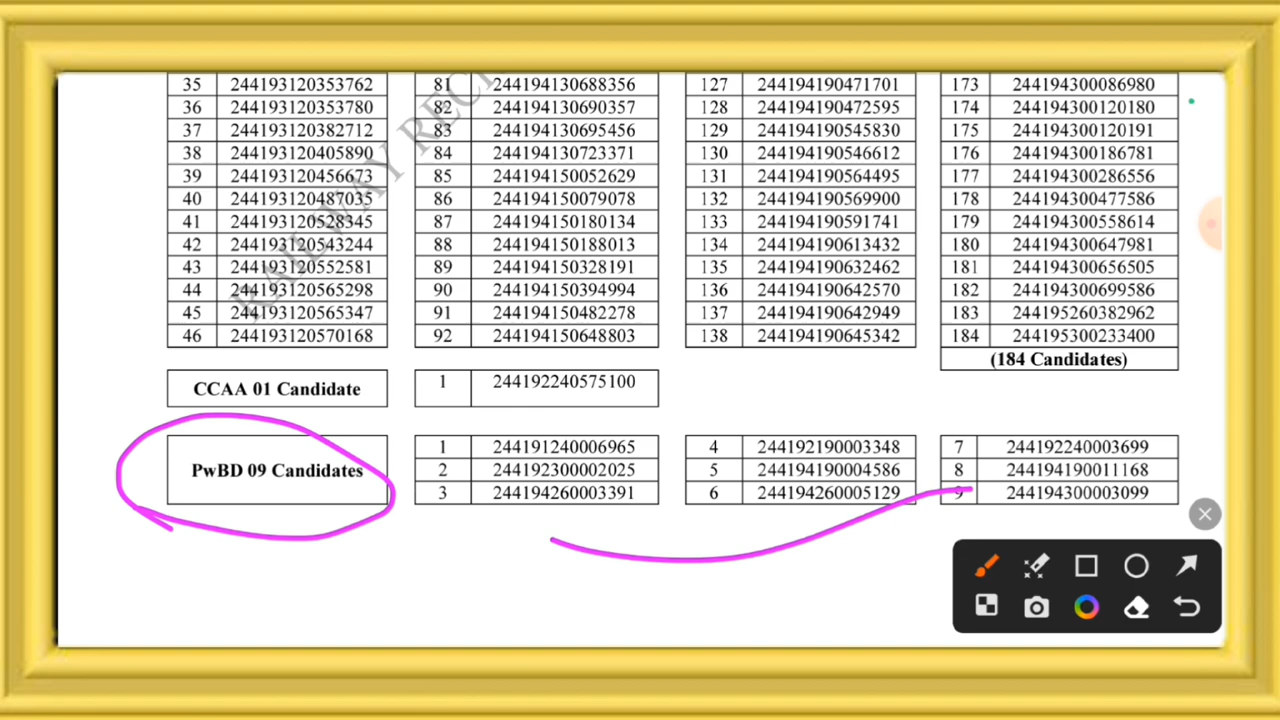 35 244193120353762 81 244194130688356 127 244194190471701 173 244194300086980
36 244193120353780 82 244194130690357 128 244194190472595 174 244194300120180
37 244193120382712 83 244194130695456 129 244194190545830 175 244194300120191
38 244193120405890 84 244194130723371 130 244194190546612 176 244194300186781
39 244193120456673 85 244194150052629 131 244194190564495 177 244194300286556
40 244193120487035 86 244194150079078 132 244194190569900 178 244194300477586
41 244193120528345 87 244194150180134 133 244194190591741 179 244194300558614
42 244193120543244 88 244194150188013 134 244194190613432 180 244194300647981
43 244193120552581 89 244194150328191 135 244194190632462 181 244194300656505
44 244193120565298 90 244194150394994 136 244194190642570 182 244194300699586
45 244193120565347 91 244194150482278 137 244194190642949 183 244195260382962
46 244193120570168 92 244194150648803 138 244194190645342 184 244195300233400
(184 Candidates)
CCAA 01 Candidate 1 244192240575100
PwBD 09 Candidates
1 244191240006965 4 244192190003348 7 244192240003699
2 244192300002025 5 244194190004586 8 244194190011168
3 244194260003391 6 244194260005129 9 244194300003099
RAILWAY RECR